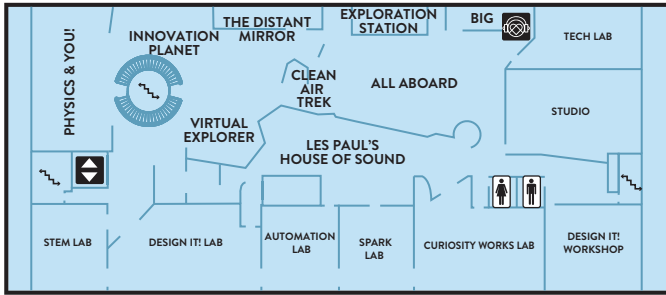 PHYSICS & YOU!
INNOVATION
PLANET
THE DISTANT
MIRROR
EXPLORATION
STATION
BIG
TECH LAB
CLEAN
AIR
TREK
ALL ABOARD
STUDIO
VIRTUAL
EXPLORER
LES PAUL'S
HOUSE OF SOUND
STEM LAB
DESIGN IT! LAB
AUTOMATION
LAB
SPARK
LAB
CURIOSITY WORKS LAB
DESIGN IT!
WORKSHOP